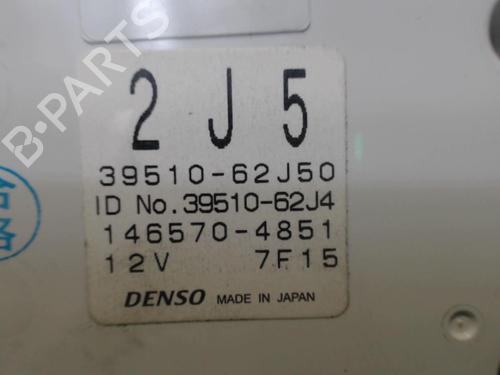 2 J 5
39510-62J50
ID No.39510-62J4
146570-4851
12V 7F15
DENSO MADE IN JAPAN
B-PARTS